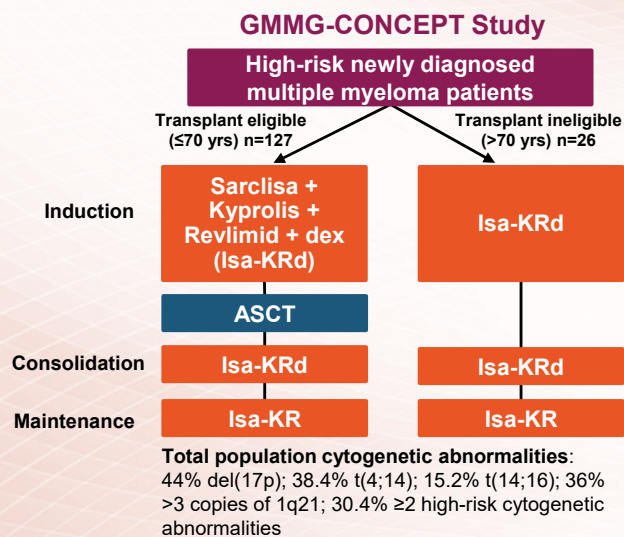 GMMG-CONCEPT Study
High-risk newly diagnosed
multiple myeloma patients
Transplant eligible
(≤70 yrs) n=127
Transplant ineligible
(>70 yrs) n=26
Induction
Sarclisa +
Kyprolis +
Revlimid + dex
(Isa-KRd)
Isa-KRd
ASCT
Consolidation
Isa-KRd
Isa-KRd
Maintenance
Isa-KR
Isa-KR
Total population cytogenetic abnormalities:
44% del(17p); 38.4% t(4;14); 15.2% t(14;16); 36%
>3 copies of 1q21; 30.4% ≥2 high-risk cytogenetic
abnormalities